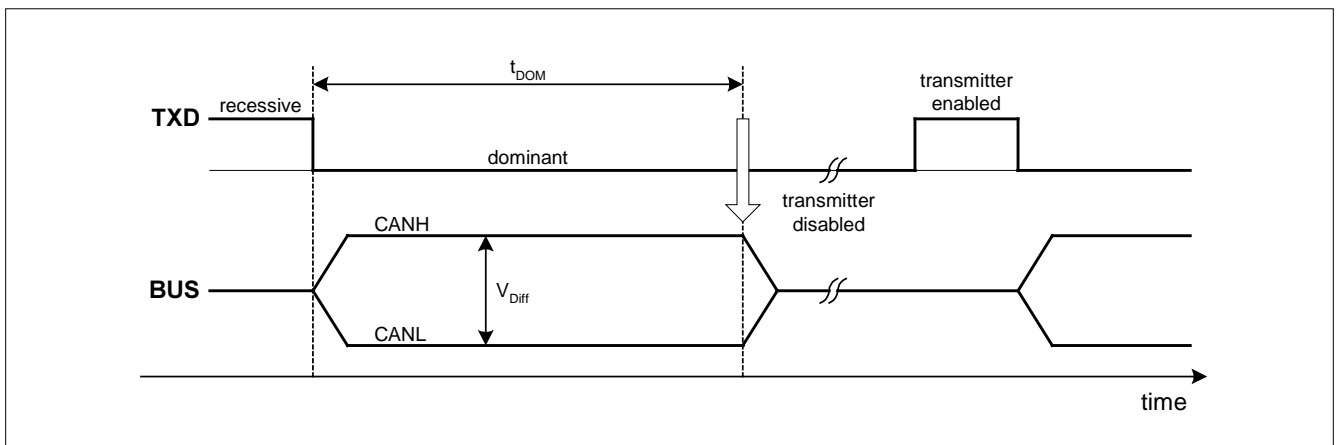 t_DOM
transmitter
enabled
recessive
TXD
dominant
transmitter
disabled
CANH
BUS
V_Diff
CANL
time